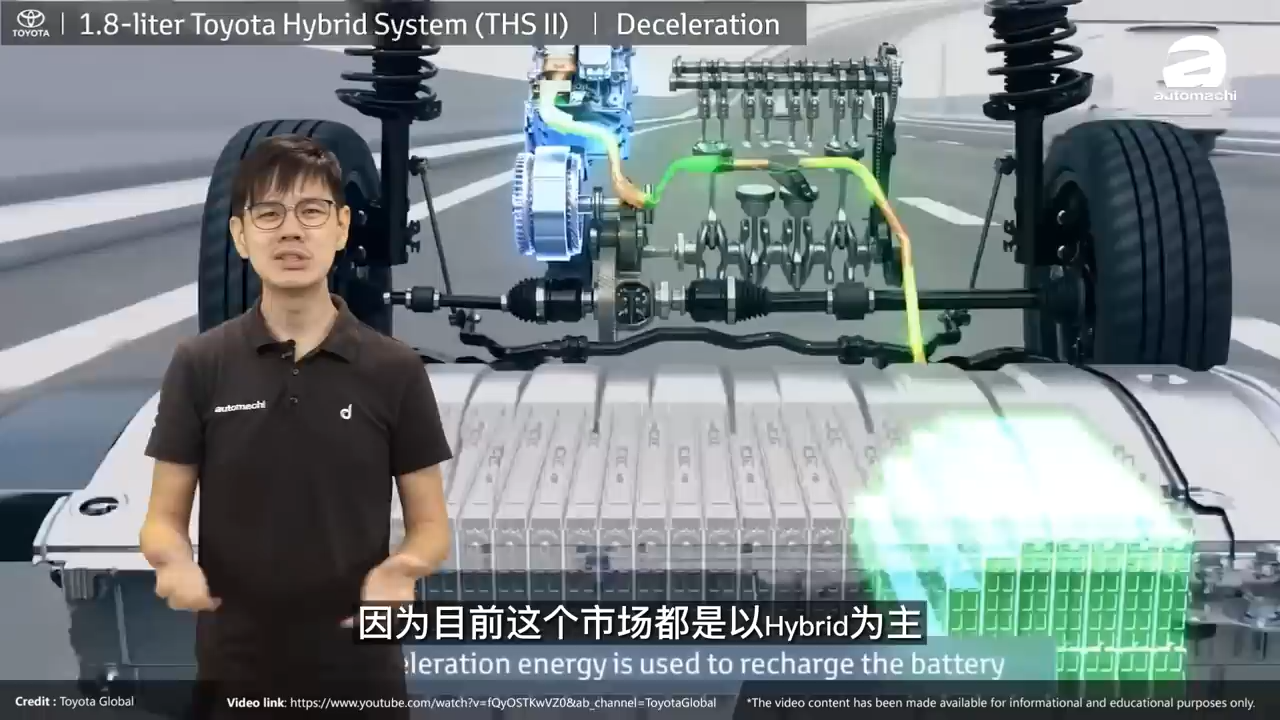 TOYOTA
1.8-liter Toyota Hybrid System (THS II) | Deceleration
automachi
automachi
d
因为目前这个市场都是以Hybrid为主
eleration energy is used to recharge the battery
Credit : Toyota Global
Video link: https://www.youtube.com/watch?v=fQyOSTKwVZ0&ab_channel=ToyotaGlobal
*The video content has been made available for informational and educational purposes only.